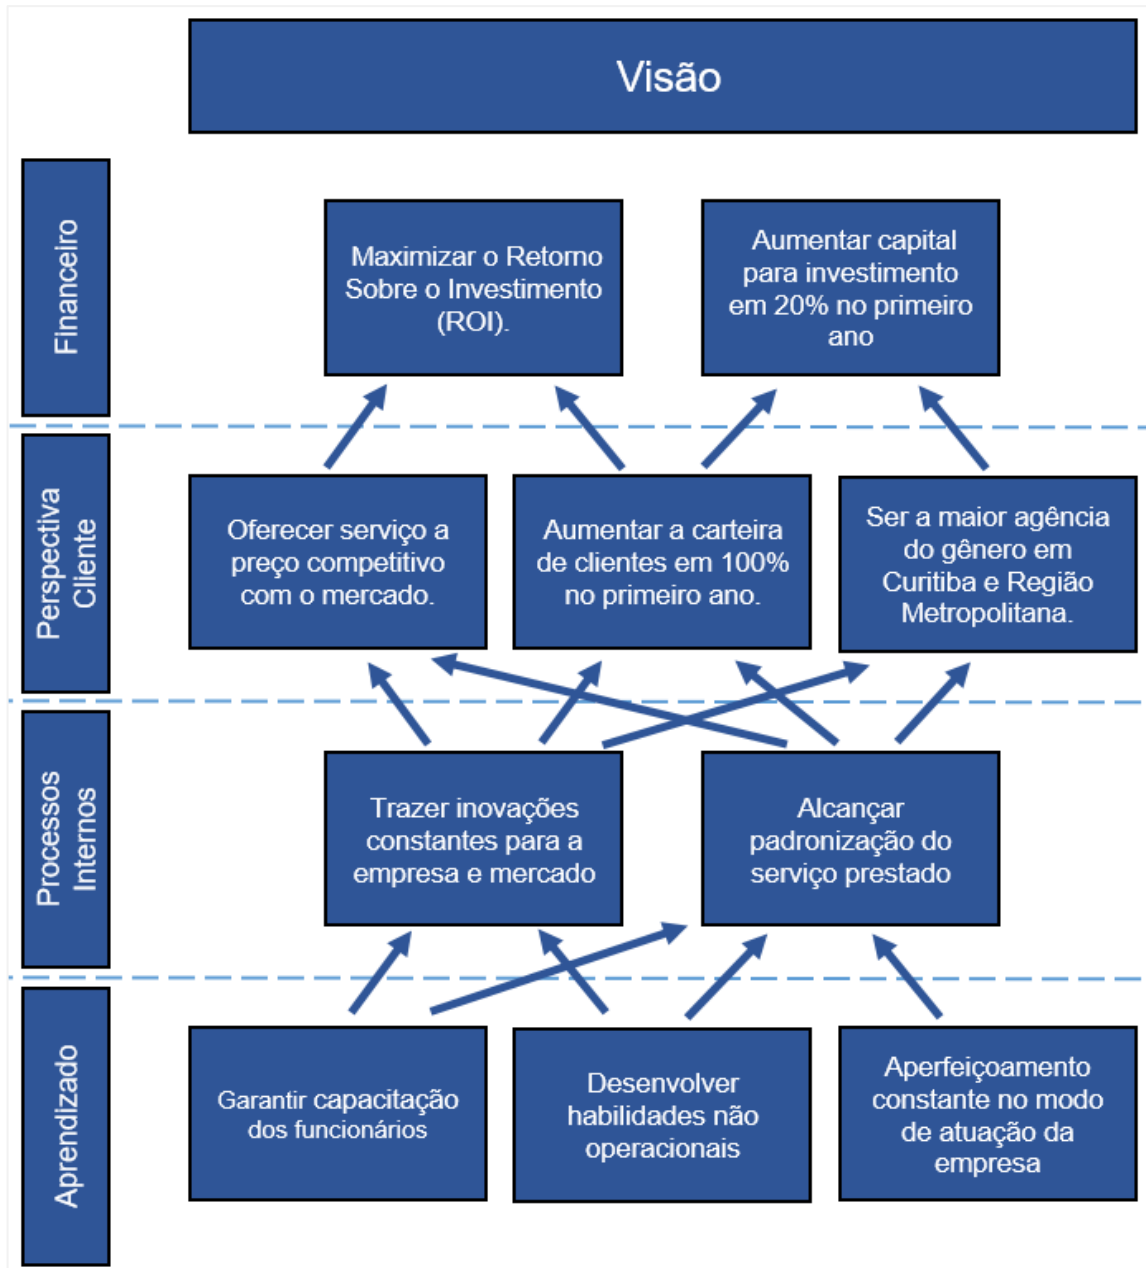 Visão
Financeiro
Maximizar o Retorno
Sobre o Investimento
(ROI).
Aumentar capital
para investimento
em 20% no primeiro
ano
Perspectiva
Cliente
Oferecer serviço a
preço competitivo
com o mercado.
Aumentar a carteira
de clientes em 100%
no primeiro ano.
Ser a maior agência
do gênero em
Curitiba e Região
Metropolitana.
Processos
Internos
Trazer inovações
constantes para a
empresa e mercado
Alcançar
padronização do
serviço prestado
Aprendizado
Garantir capacitação
dos funcionários
Desenvolver
habilidades não
operacionais
Aperfeiçoamento
constante no modo
de atuação da
empresa